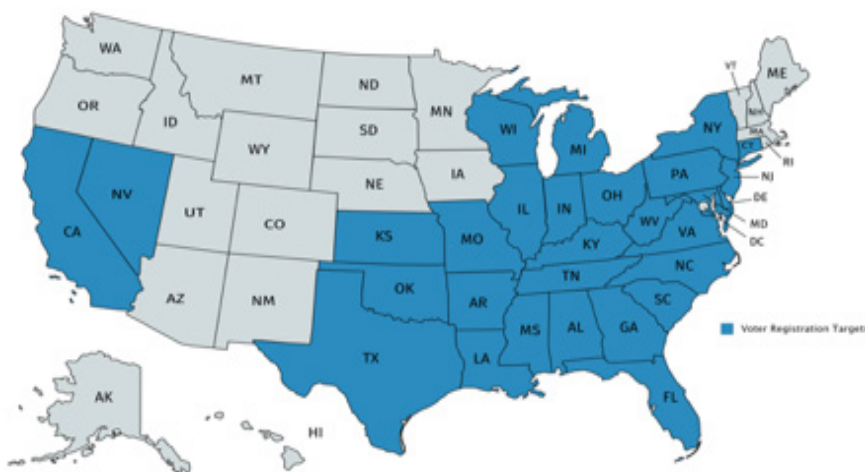 WA
MT
ND
MN
VT
ME
OR
ID
SD
WI
MI
NY
NH
MA
CT
RI
WY
NE
IA
PA
NJ
NV
UT
CO
IL
IN
OH
WV
DE
MD
DC
CA
KS
MO
KY
VA
AZ
NM
OK
AR
TN
NC
SC
MS
AL
GA
TX
LA
FL
Voter Registration Target
AK
HI